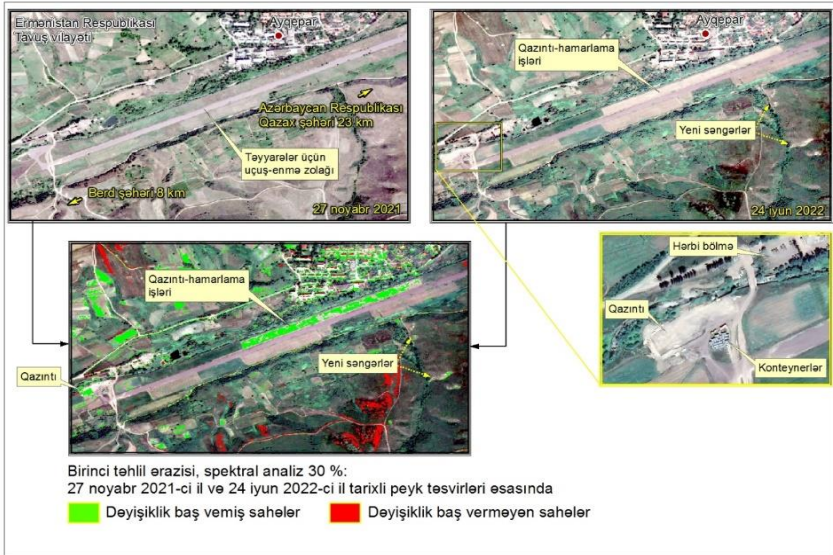 Ermənistan Respublikası
Tavuş vilayəti
Ayqepar
Azərbaycan Respublikası
Qazax şəhəri 23 km
Təyyarələr üçün
uçuş-enmə zolağı
Berd şəhəri 8 km
27 noyabr 2021
Ayqepar
Qazıntı-hamarlama
işləri
Yeni səngərlər
24 iyun 2022
Qazıntı-hamarlama
işləri
Yeni səngərlər
Qazıntı
Hərbi bölmə
Qazıntı
Konteynerlər
Birinci təhlil ərazisi, spektral analiz 30 %:
27 noyabr 2021-ci il və 24 iyun 2022-ci il tarixli peyk təsvirləri əsasında
Dəyişiklik baş vemiş sahələr
Dəyişiklik baş verməyən sahələr